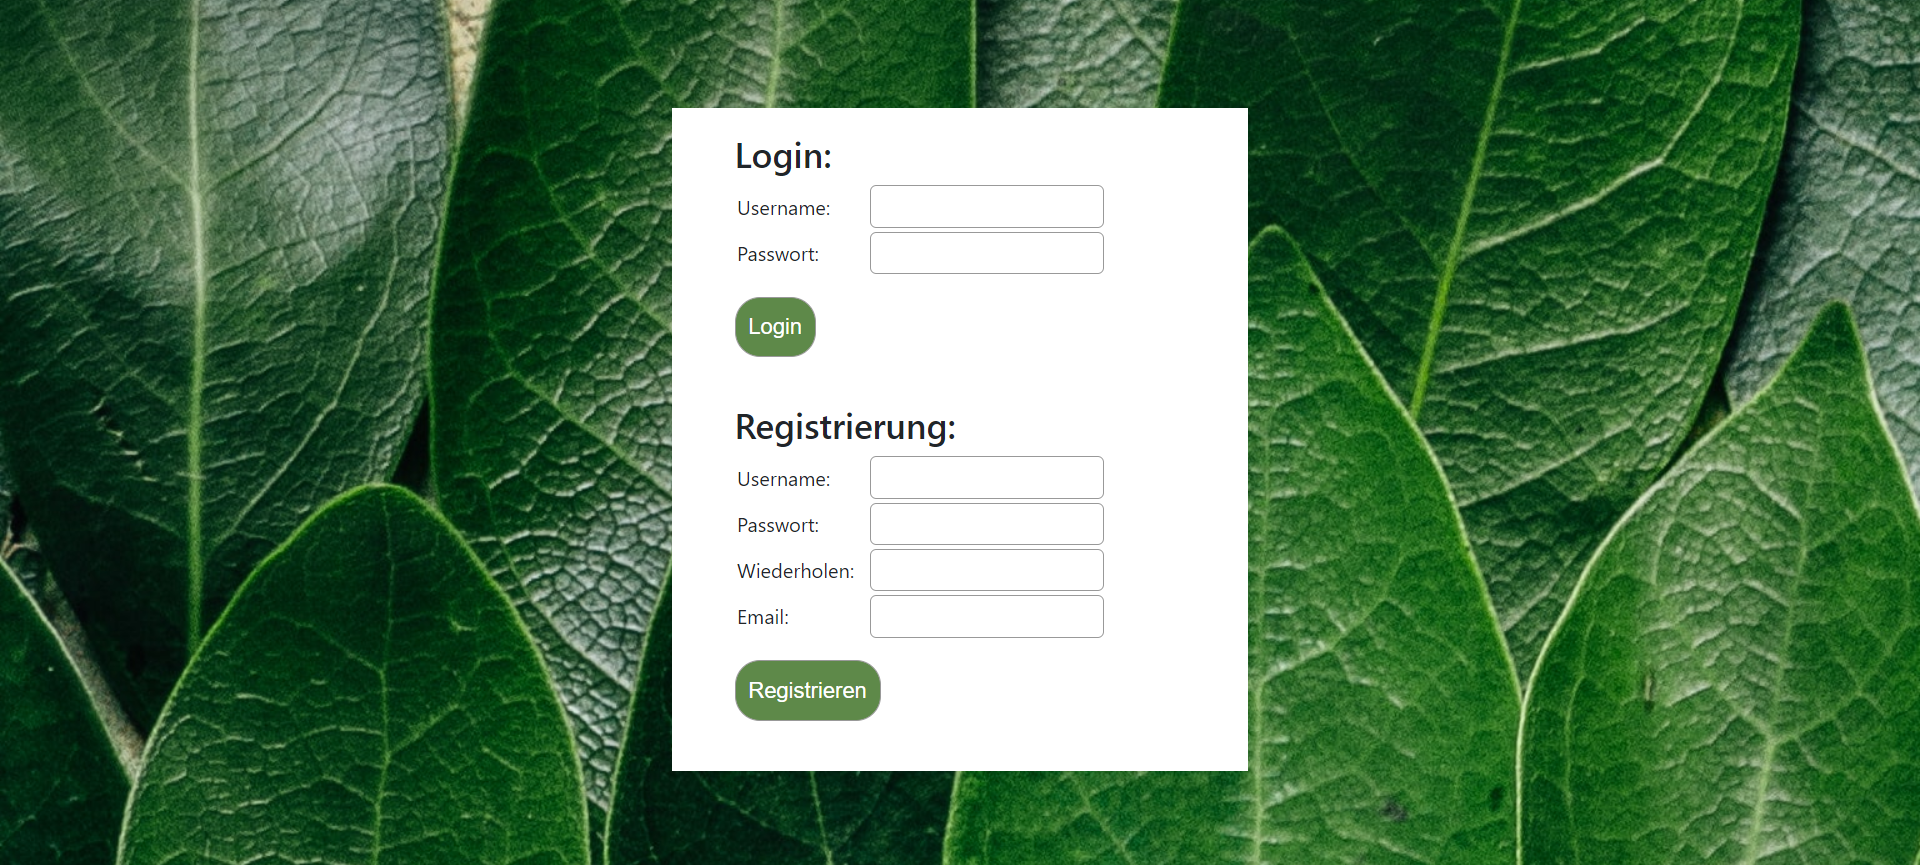 Login:
Username:
Passwort:
Login
Registrierung:
Username:
Passwort:
Wiederholen:
Email:
Registrieren